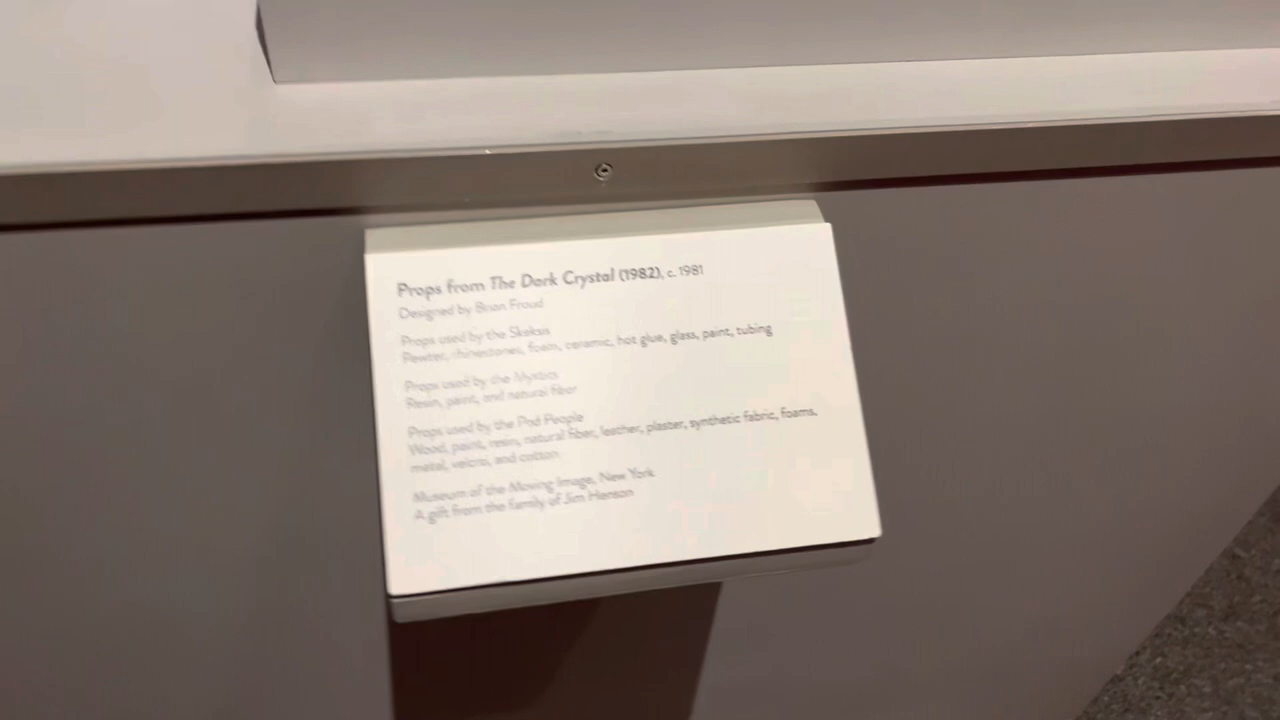 Props from The Dark Crystal (1982), c. 1981
Designed by Brian Froud
Props used by the Skeksis
Pewter, rhinestones, foam, ceramic, hot glue, glass, paint, tubing
Props used by the Mystics
Resin, paint, and natural fiber
Props used by the Pod People
Wood, paint, resin, natural fiber, leather, plaster, synthetic fabric, foams,
metal, velcro, and cotton
Museum of the Moving Image, New York
A gift from the family of Jim Henson